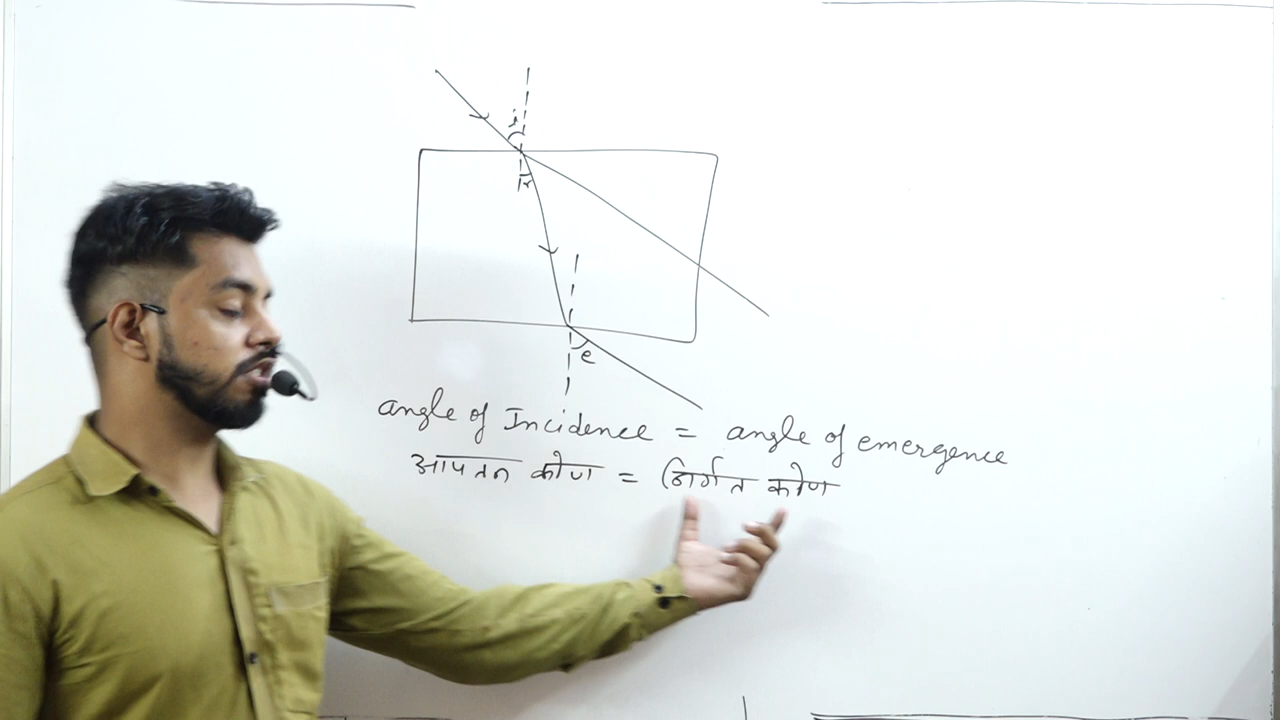 i
r
e
angle of Incidence = angle of emergence
आपतन कोण = निर्गत कोण